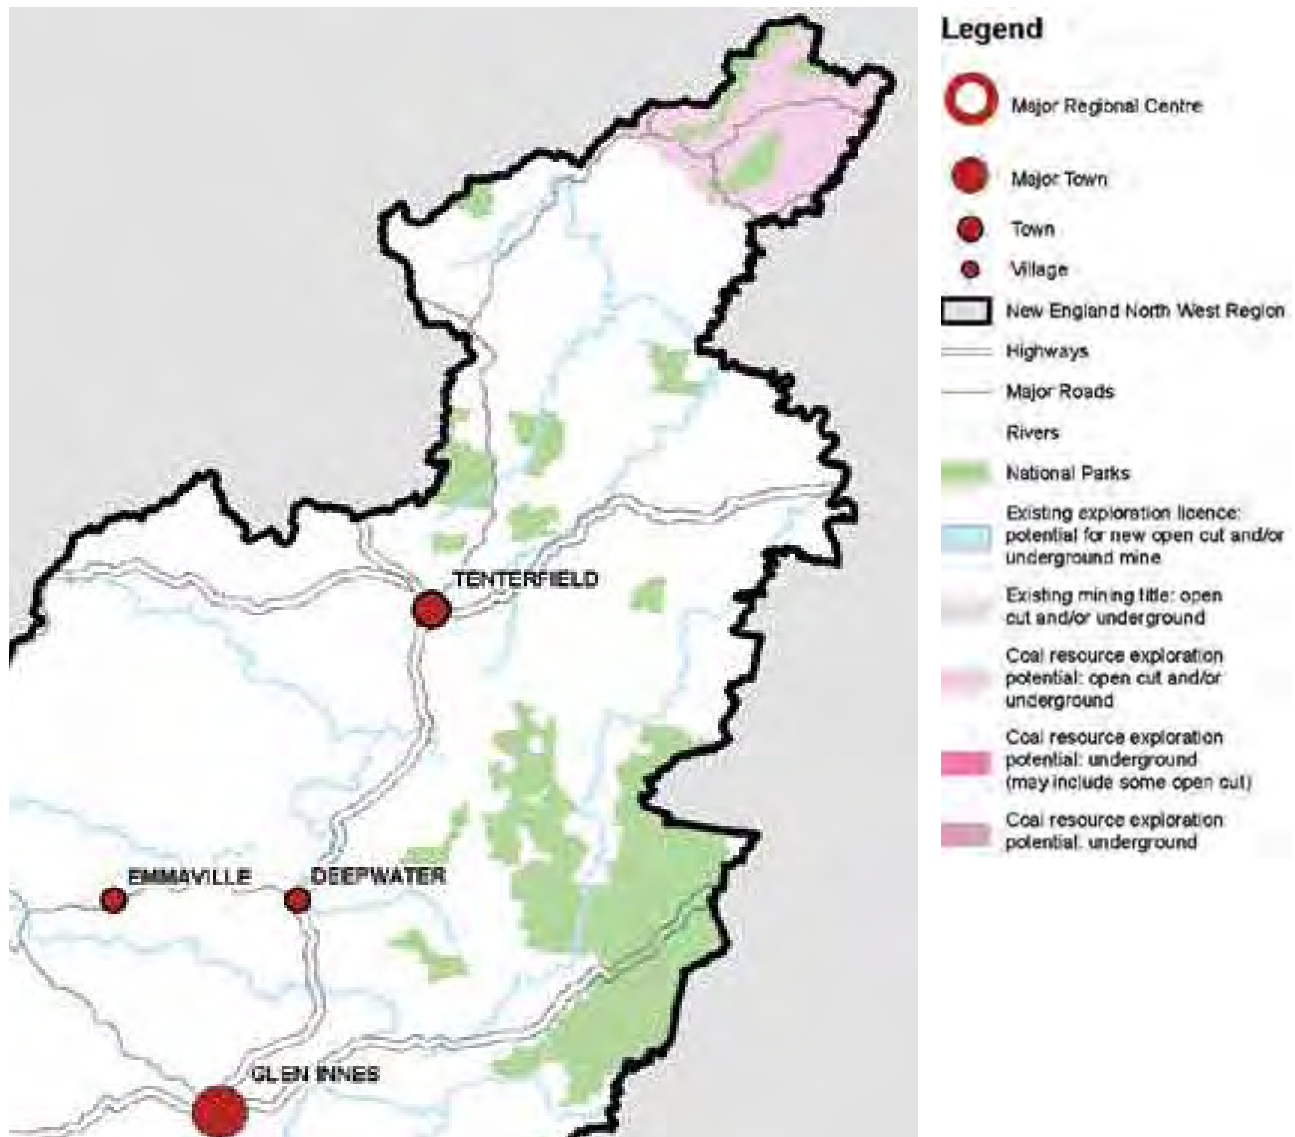 Legend
Major Regional Centre
Major Town
Town
Village
New England North West Region
Highways
Major Roads
Rivers
National Parks
Existing exploration licence:
potential for new open cut and/or
underground mine
Existing mining title: open
cut and/or underground
Coal resource exploration
potential: open cut and/or
underground
Coal resource exploration
potential: underground
(may include some open cut)
Coal resource exploration
potential: underground
TENTERFIELD
EMMAVILLE
DEEPWATER
GLEN INNES